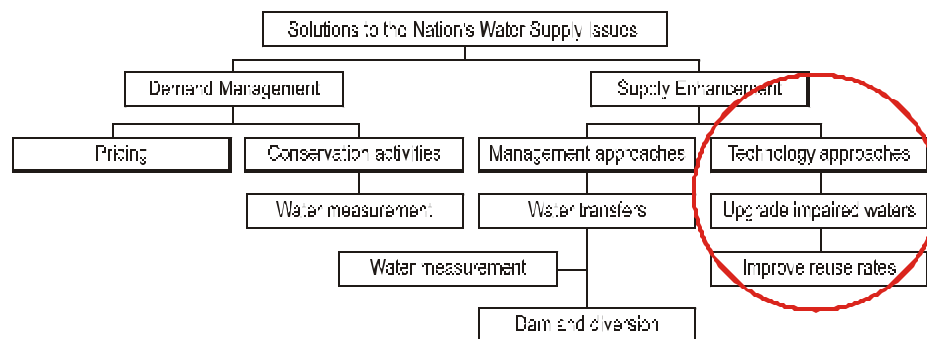 Solutions to the Nation's Water Supply Issues
Demand Management
Supply Enhancement
Pricing
Conservation activities
Management approaches
Technology approaches
Water measurement
Water transfers
Upgrade impaired waters
Water measurement
Improve reuse rates
Dam and diversion